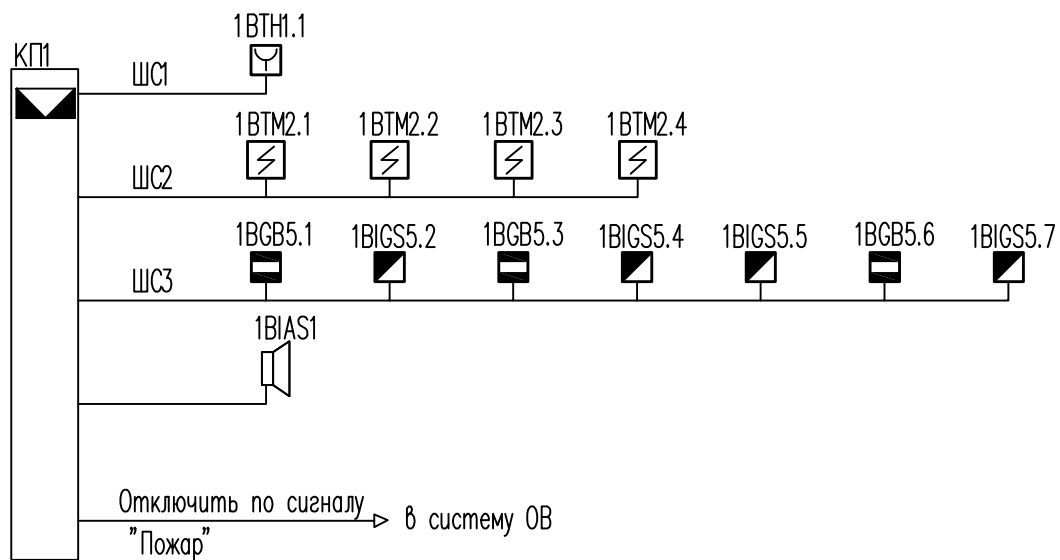 1BTH1.1
КП1
ШС1
1BTM2.1 1BTM2.2 1BTM2.3 1BTM2.4
ШС2
1BGB5.1 1BIGS5.2 1BGB5.3 1BIGS5.4 1BIGS5.5 1BGB5.6 1BIGS5.7
ШС3
1BIAS1
Отключить по сигналу
в систему ОВ
"Пожар"